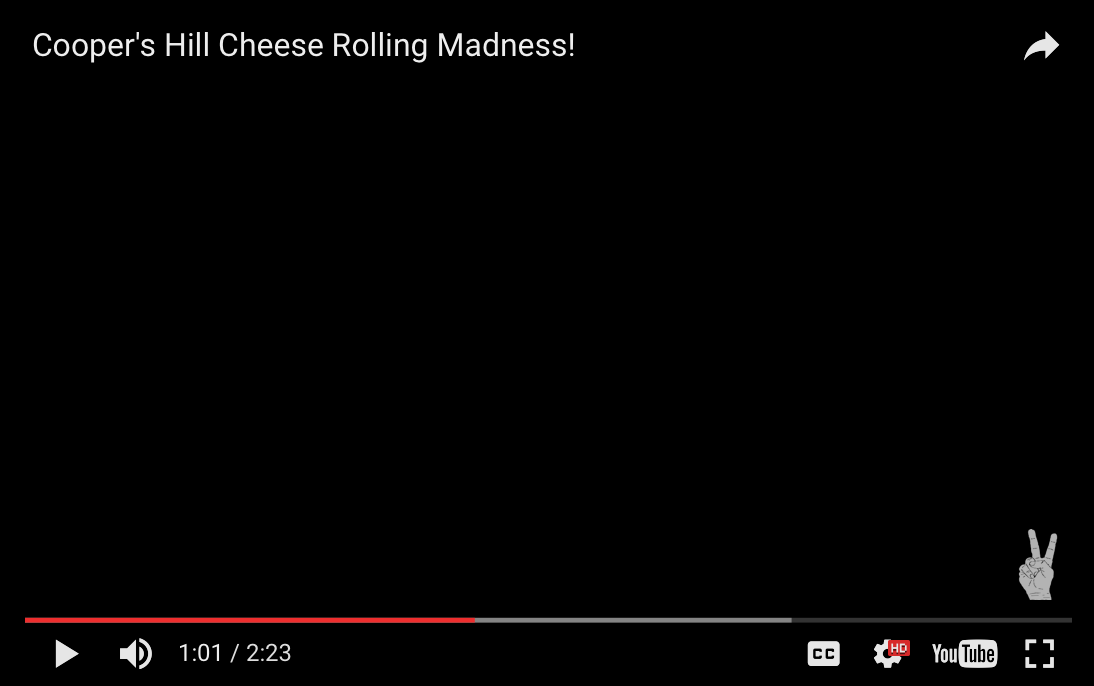 Cooper's Hill Cheese Rolling Madness!
1:01 / 2:23
CC
HD
YouTube